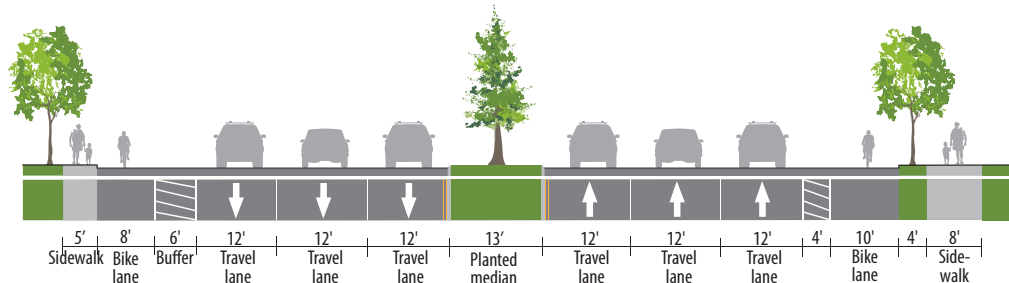 5’ 8' 6' 12' 12' 12' 13' 12' 12' 12' 4' 10' 4' 8'
Sidewalk Bike Buffer Travel Travel Travel Planted Travel Travel Travel Bike Side-
lane lane lane lane median lane lane lane lane walk